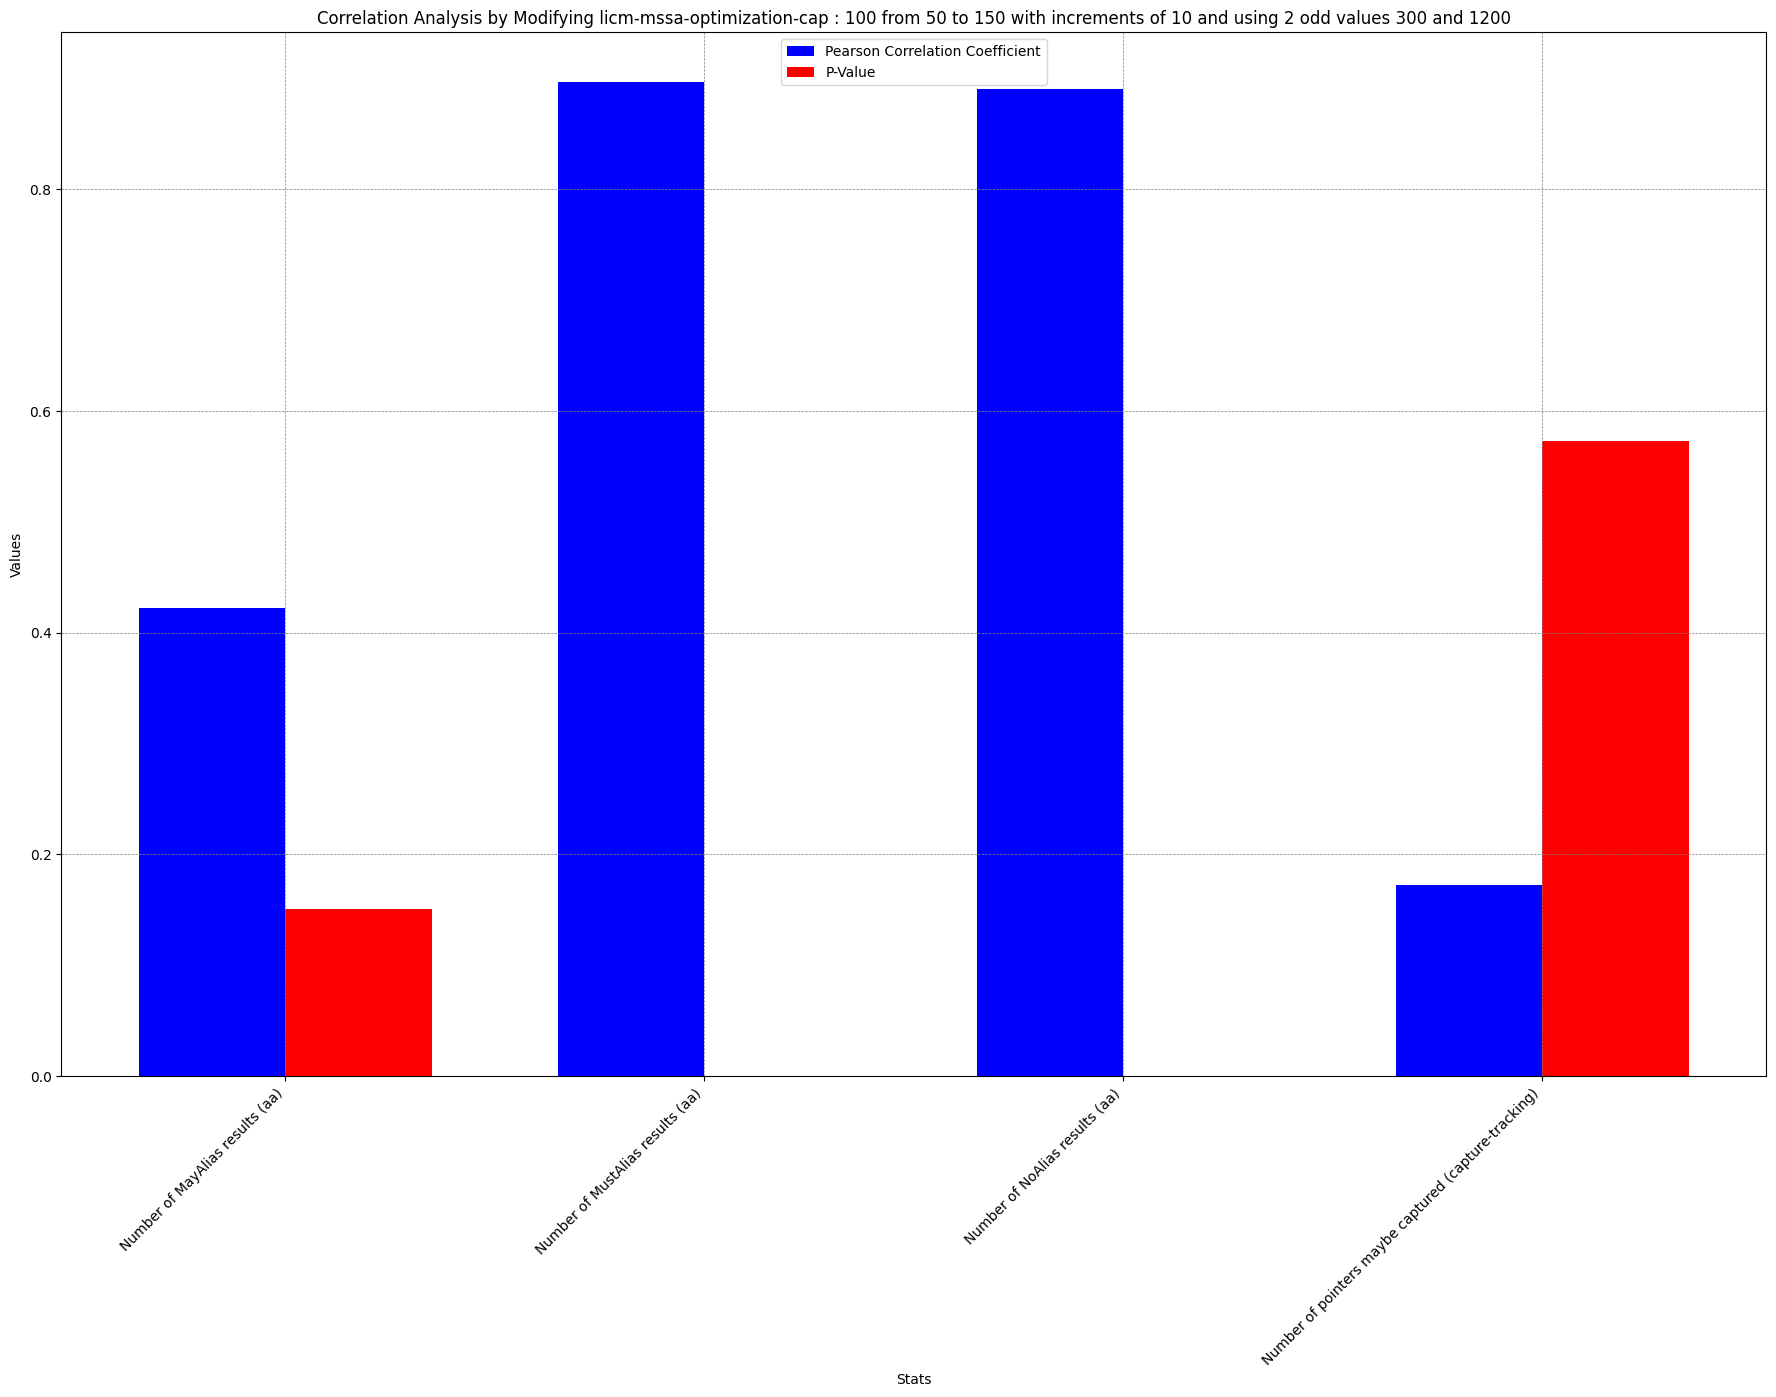 Correlation Analysis by Modifying licm-mssa-optimization-cap : 100 from 50 to 150 with increments of 10 and using 2 odd values 300 and 1200
Pearson Correlation Coefficient
P-Value
Values
0.8
0.6
0.4
0.2
0.0
Number of MayAlias results (aa)
Number of MustAlias results (aa)
Number of NoAlias results (aa)
Number of pointers maybe captured (capture-tracking)
Stats